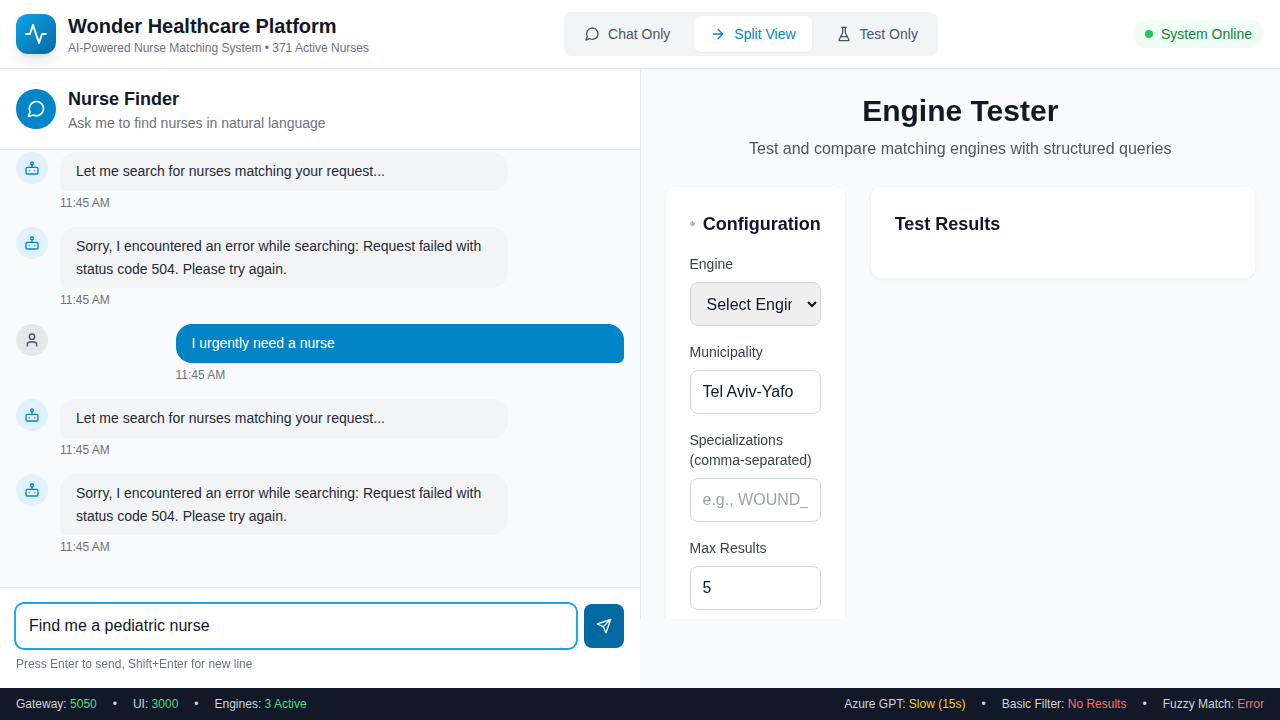 Wonder Healthcare Platform
AI-Powered Nurse Matching System • 371 Active Nurses
Chat Only
Split View
Test Only
System Online
Nurse Finder
Ask me to find nurses in natural language
Let me search for nurses matching your request...
11:45 AM
Sorry, I encountered an error while searching: Request failed with
status code 504. Please try again.
11:45 AM
I urgently need a nurse
11:45 AM
Let me search for nurses matching your request...
11:45 AM
Sorry, I encountered an error while searching: Request failed with
status code 504. Please try again.
11:45 AM
Find me a pediatric nurse
Press Enter to send, Shift+Enter for new line
Engine Tester
Test and compare matching engines with structured queries
Configuration
Engine
Select Engir
Municipality
Tel Aviv-Yafo
Specializations
(comma-separated)
e.g., WOUND_
Max Results
5
Test Results
Gateway: 5050 • UI: 3000 • Engines: 3 Active
Azure GPT: Slow (15s) • Basic Filter: No Results • Fuzzy Match: Error